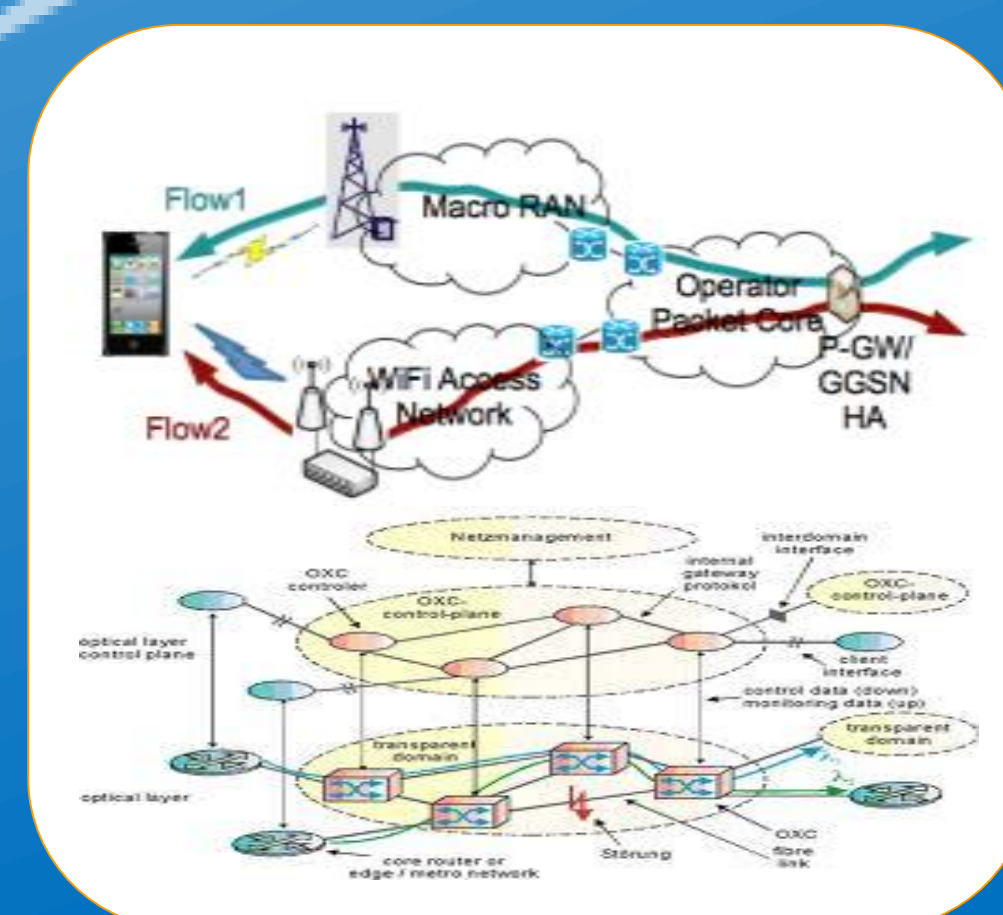 Flow1
Macro RAN
Operator
Packet Core
P-GW/
GGSN
HA
WiFi Access
Network
Flow2
Netzmanagement
interdomain
interface
OXC
controler
internal
gateway
protokol
OXC-
control-plane
OXC-
control-plane
optical layer
control plane
client
interface
control data (down)
monitoring data (up)
transparent
domain
transparent
domain
optical layer
OXC
fibre
link
Störung
core router or
edge / metro network